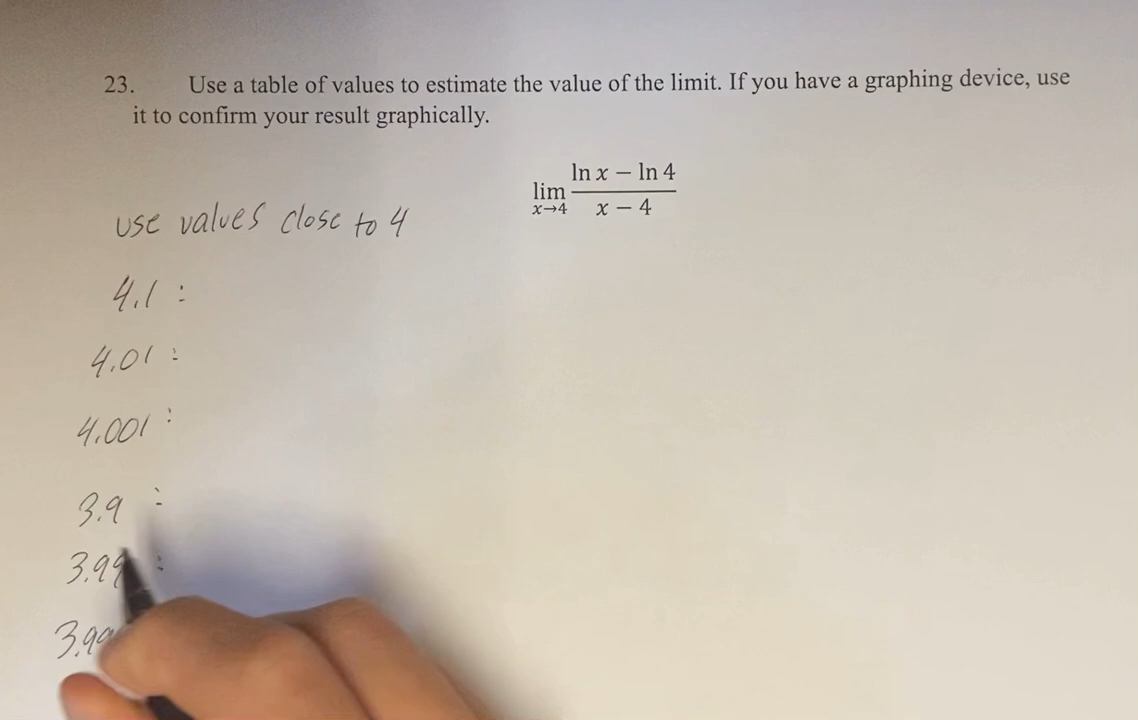 23. Use a table of values to estimate the value of the limit. If you have a graphing device, use
it to confirm your result graphically.
lim x→4 (ln x − ln 4)/(x − 4)
use values close to 4
4.1 :
4.01 :
4.001 :
3.9 :
3.99 :